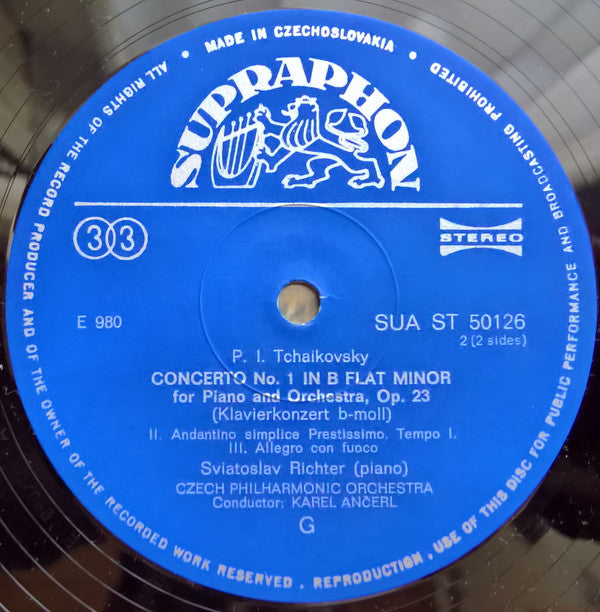 • MADE IN CZECHOSLOVAKIA •
ALL RIGHTS OF THE RECORD PRODUCER AND OF THE OWNER OF THE RECORDED WORK RESERVED . REPRODUCTION , USE OF THIS DISC FOR PUBLIC PERFORMANCE AND BROADCASTING PROHIBITED
SUPRAPHON
33
STEREO
E 980
SUA ST 50126
2 (2 sides)
P. I. Tchaikovsky
CONCERTO No. 1 IN B FLAT MINOR
for Piano and Orchestra, Op. 23
(Klavierkonzert b-moll)
II. Andantino simplice Prestissimo. Tempo I.
III. Allegro con fuoco
Sviatoslav Richter (piano)
CZECH PHILHARMONIC ORCHESTRA
Conductor: KAREL ANČERL
G